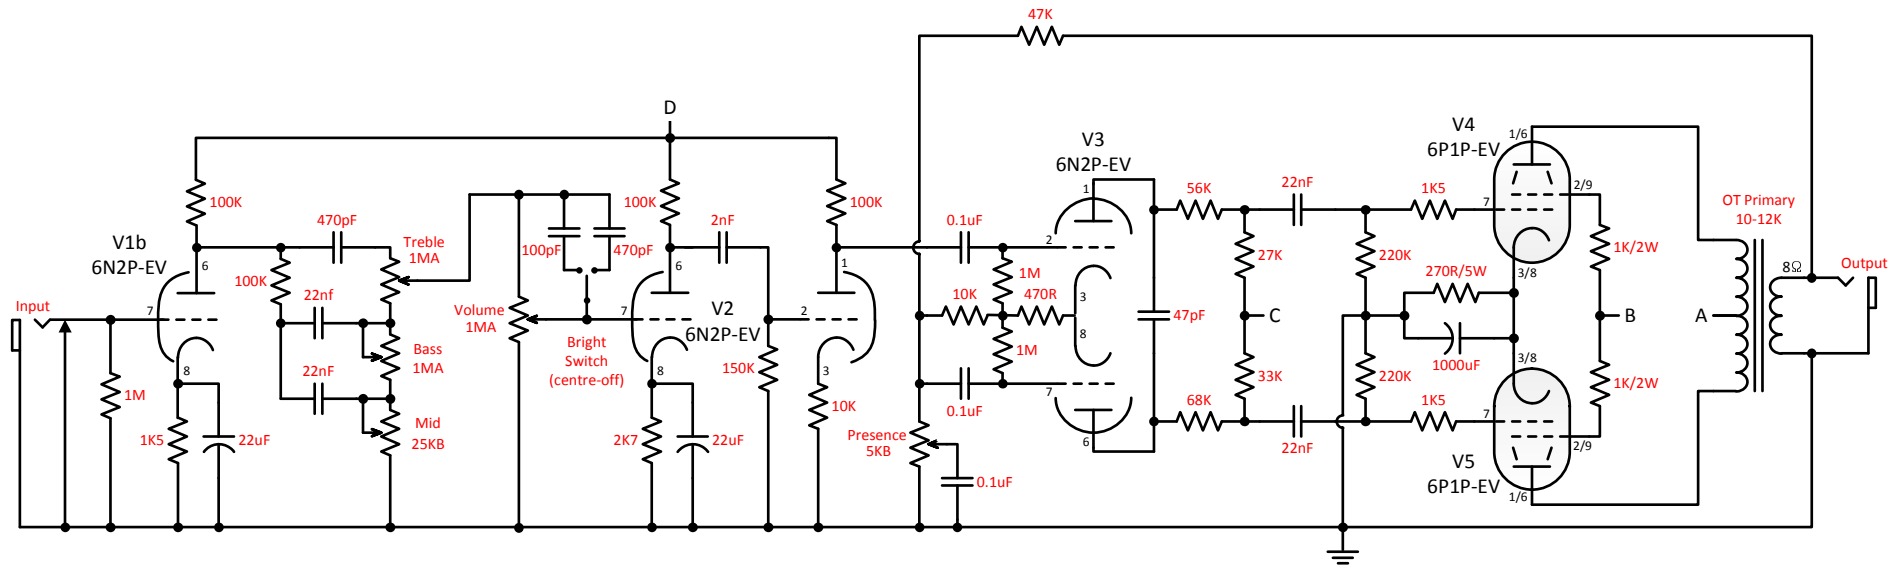 47K
D
100K
V1b
6N2P-EV
6
7
8
Input
1M
1K5
22uF
470pF
Treble
1MA
100K
22nf
Bass
1MA
22nF
Mid
25KB
Volume
1MA
100pF
470pF
Bright
Switch
(centre-off)
100K
2nF
6
7
8
V2
6N2P-EV
2K7
22uF
150K
100K
1
2
3
10K
Presence
5KB
0.1uF
0.1uF
0.1uF
10K
1M
470R
1M
V3
6N2P-EV
1
2
3
8
7
6
47pF
56K
27K
C
33K
68K
22nF
22nF
220K
220K
1K5
1K5
270R/5W
1000uF
V4
6P1P-EV
1/6
2/9
7
3/8
3/8
7
2/9
V5
6P1P-EV
1/6
1K/2W
B
1K/2W
OT Primary
10-12K
A
8Ω
Output